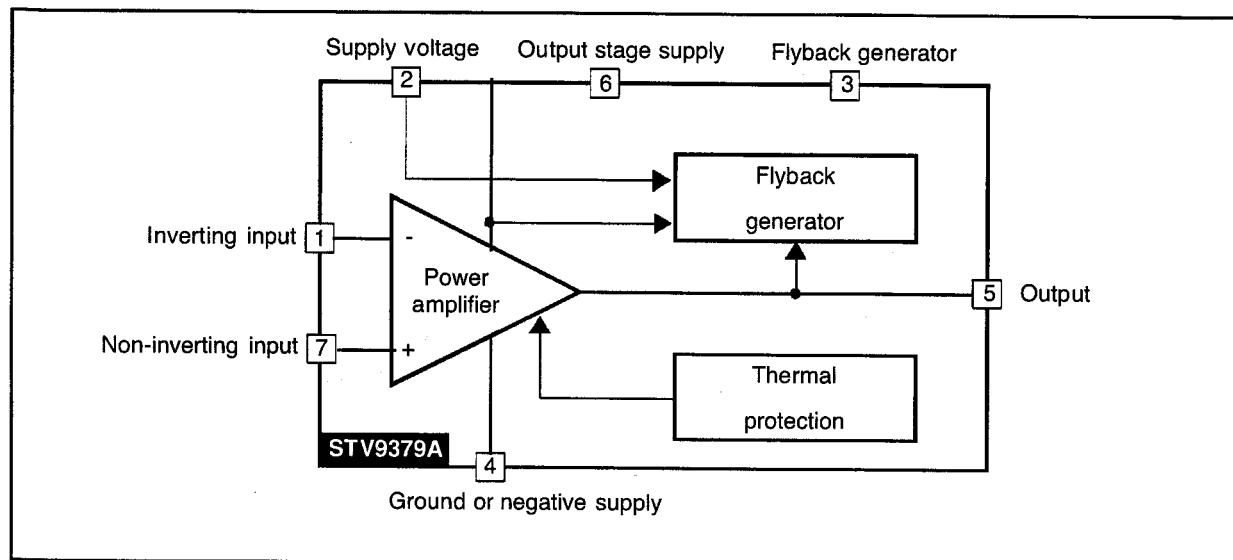 Supply voltage
Output stage supply
Flyback generator
2
6
3
Flyback
generator
Inverting input
1
-
Power
amplifier
5
Output
Non-inverting input
7
+
Thermal
protection
STV9379A
4
Ground or negative supply